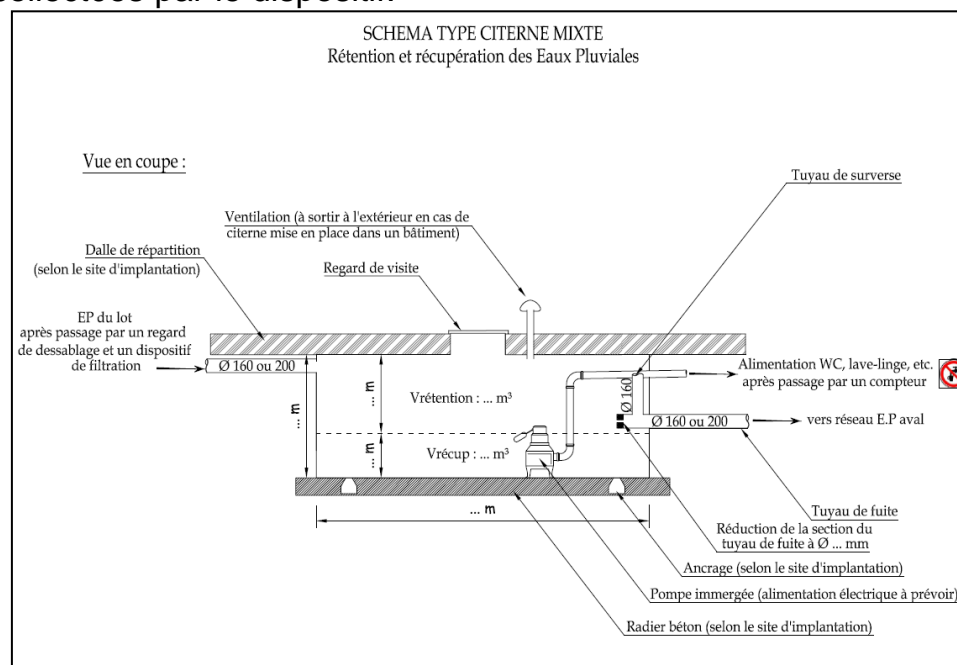 collectées par le dispositif.
SCHEMA TYPE CITERNE MIXTE
Rétention et récupération des Eaux Pluviales
Vue en coupe :
Tuyau de surverse
Ventilation (à sortir à l'extérieur en cas de
citerne mise en place dans un bâtiment)
Dalle de répartition
(selon le site d'implantation)
Regard de visite
EP du lot
après passage par un regard
de dessablage et un dispositif
de filtration
Ø 160 ou 200
Alimentation WC, lave-linge, etc.
après passage par un compteur
... m
... m
Vrétention : ... m³
Ø 160
Ø 160 ou 200
vers réseau E.P aval
... m
Vrécup : ... m³
... m
Tuyau de fuite
Réduction de la section du
tuyau de fuite à Ø ... mm
Ancrage (selon le site d'implantation)
Pompe immergée (alimentation électrique à prévoir)
Radier béton (selon le site d'implantation)